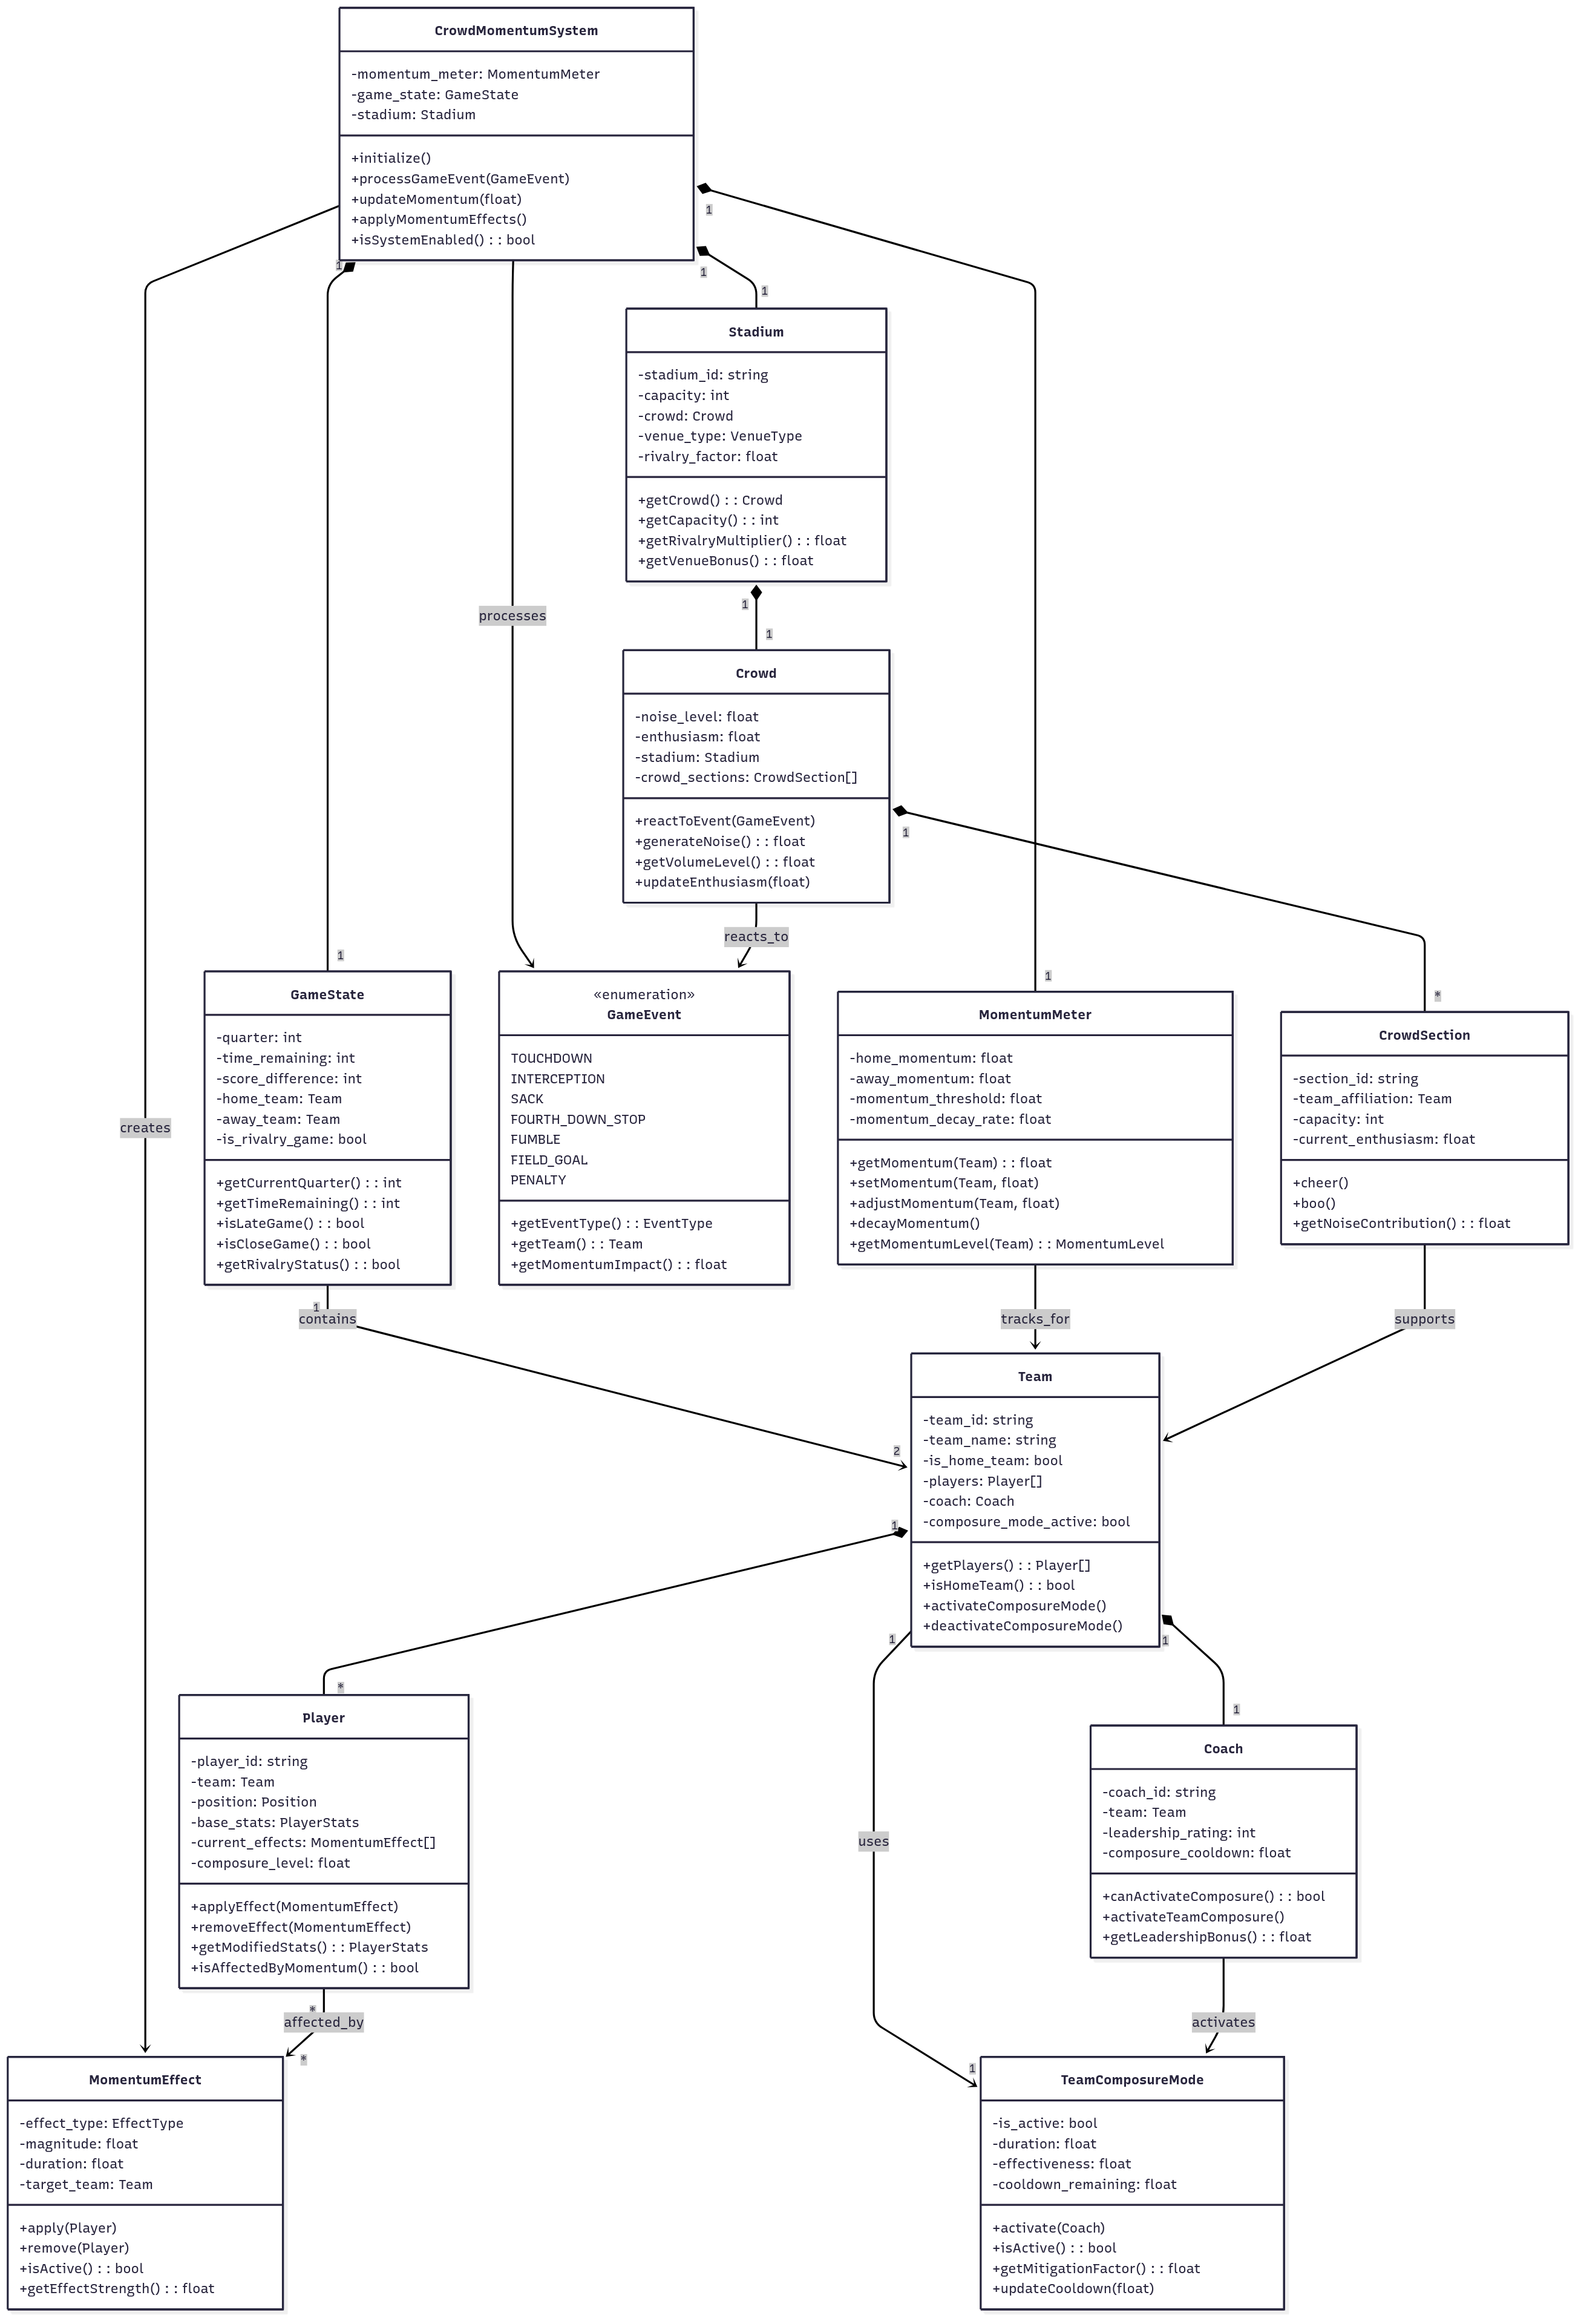 CrowdMomentumSystem
-momentum_meter: MomentumMeter
-game_state: GameState
-stadium: Stadium
+initialize()
+processGameEvent(GameEvent)
+updateMomentum(float)
+applyMomentumEffects()
+isSystemEnabled() : : bool
1
1
1
1
Stadium
-stadium_id: string
-capacity: int
-crowd: Crowd
-venue_type: VenueType
-rivalry_factor: float
+getCrowd() : : Crowd
+getCapacity() : : int
+getRivalryMultiplier() : : float
+getVenueBonus() : : float
1
processes
1
Crowd
-noise_level: float
-enthusiasm: float
-stadium: Stadium
-crowd_sections: CrowdSection[]
+reactToEvent(GameEvent)
+generateNoise() : : float
+getVolumeLevel() : : float
+updateEnthusiasm(float)
1
reacts_to
1
1
*
GameState
-quarter: int
-time_remaining: int
-score_difference: int
-home_team: Team
-away_team: Team
-is_rivalry_game: bool
+getCurrentQuarter() : : int
+getTimeRemaining() : : int
+isLateGame() : : bool
+isCloseGame() : : bool
+getRivalryStatus() : : bool
«enumeration»
GameEvent
TOUCHDOWN
INTERCEPTION
SACK
FOURTH_DOWN_STOP
FUMBLE
FIELD_GOAL
PENALTY
+getEventType() : : EventType
+getTeam() : : Team
+getMomentumImpact() : : float
MomentumMeter
-home_momentum: float
-away_momentum: float
-momentum_threshold: float
-momentum_decay_rate: float
+getMomentum(Team) : : float
+setMomentum(Team, float)
+adjustMomentum(Team, float)
+decayMomentum()
+getMomentumLevel(Team) : : MomentumLevel
CrowdSection
-section_id: string
-team_affiliation: Team
-capacity: int
-current_enthusiasm: float
+cheer()
+boo()
+getNoiseContribution() : : float
creates
1
contains
tracks_for
supports
Team
-team_id: string
-team_name: string
-is_home_team: bool
-players: Player[]
-coach: Coach
-composure_mode_active: bool
+getPlayers() : : Player[]
+isHomeTeam() : : bool
+activateComposureMode()
+deactivateComposureMode()
2
1
1
1
*
1
Player
-player_id: string
-team: Team
-position: Position
-base_stats: PlayerStats
-current_effects: MomentumEffect[]
-composure_level: float
+applyEffect(MomentumEffect)
+removeEffect(MomentumEffect)
+getModifiedStats() : : PlayerStats
+isAffectedByMomentum() : : bool
uses
Coach
-coach_id: string
-team: Team
-leadership_rating: int
-composure_cooldown: float
+canActivateComposure() : : bool
+activateTeamComposure()
+getLeadershipBonus() : : float
*
affected_by
*
activates
1
MomentumEffect
-effect_type: EffectType
-magnitude: float
-duration: float
-target_team: Team
+apply(Player)
+remove(Player)
+isActive() : : bool
+getEffectStrength() : : float
TeamComposureMode
-is_active: bool
-duration: float
-effectiveness: float
-cooldown_remaining: float
+activate(Coach)
+isActive() : : bool
+getMitigationFactor() : : float
+updateCooldown(float)